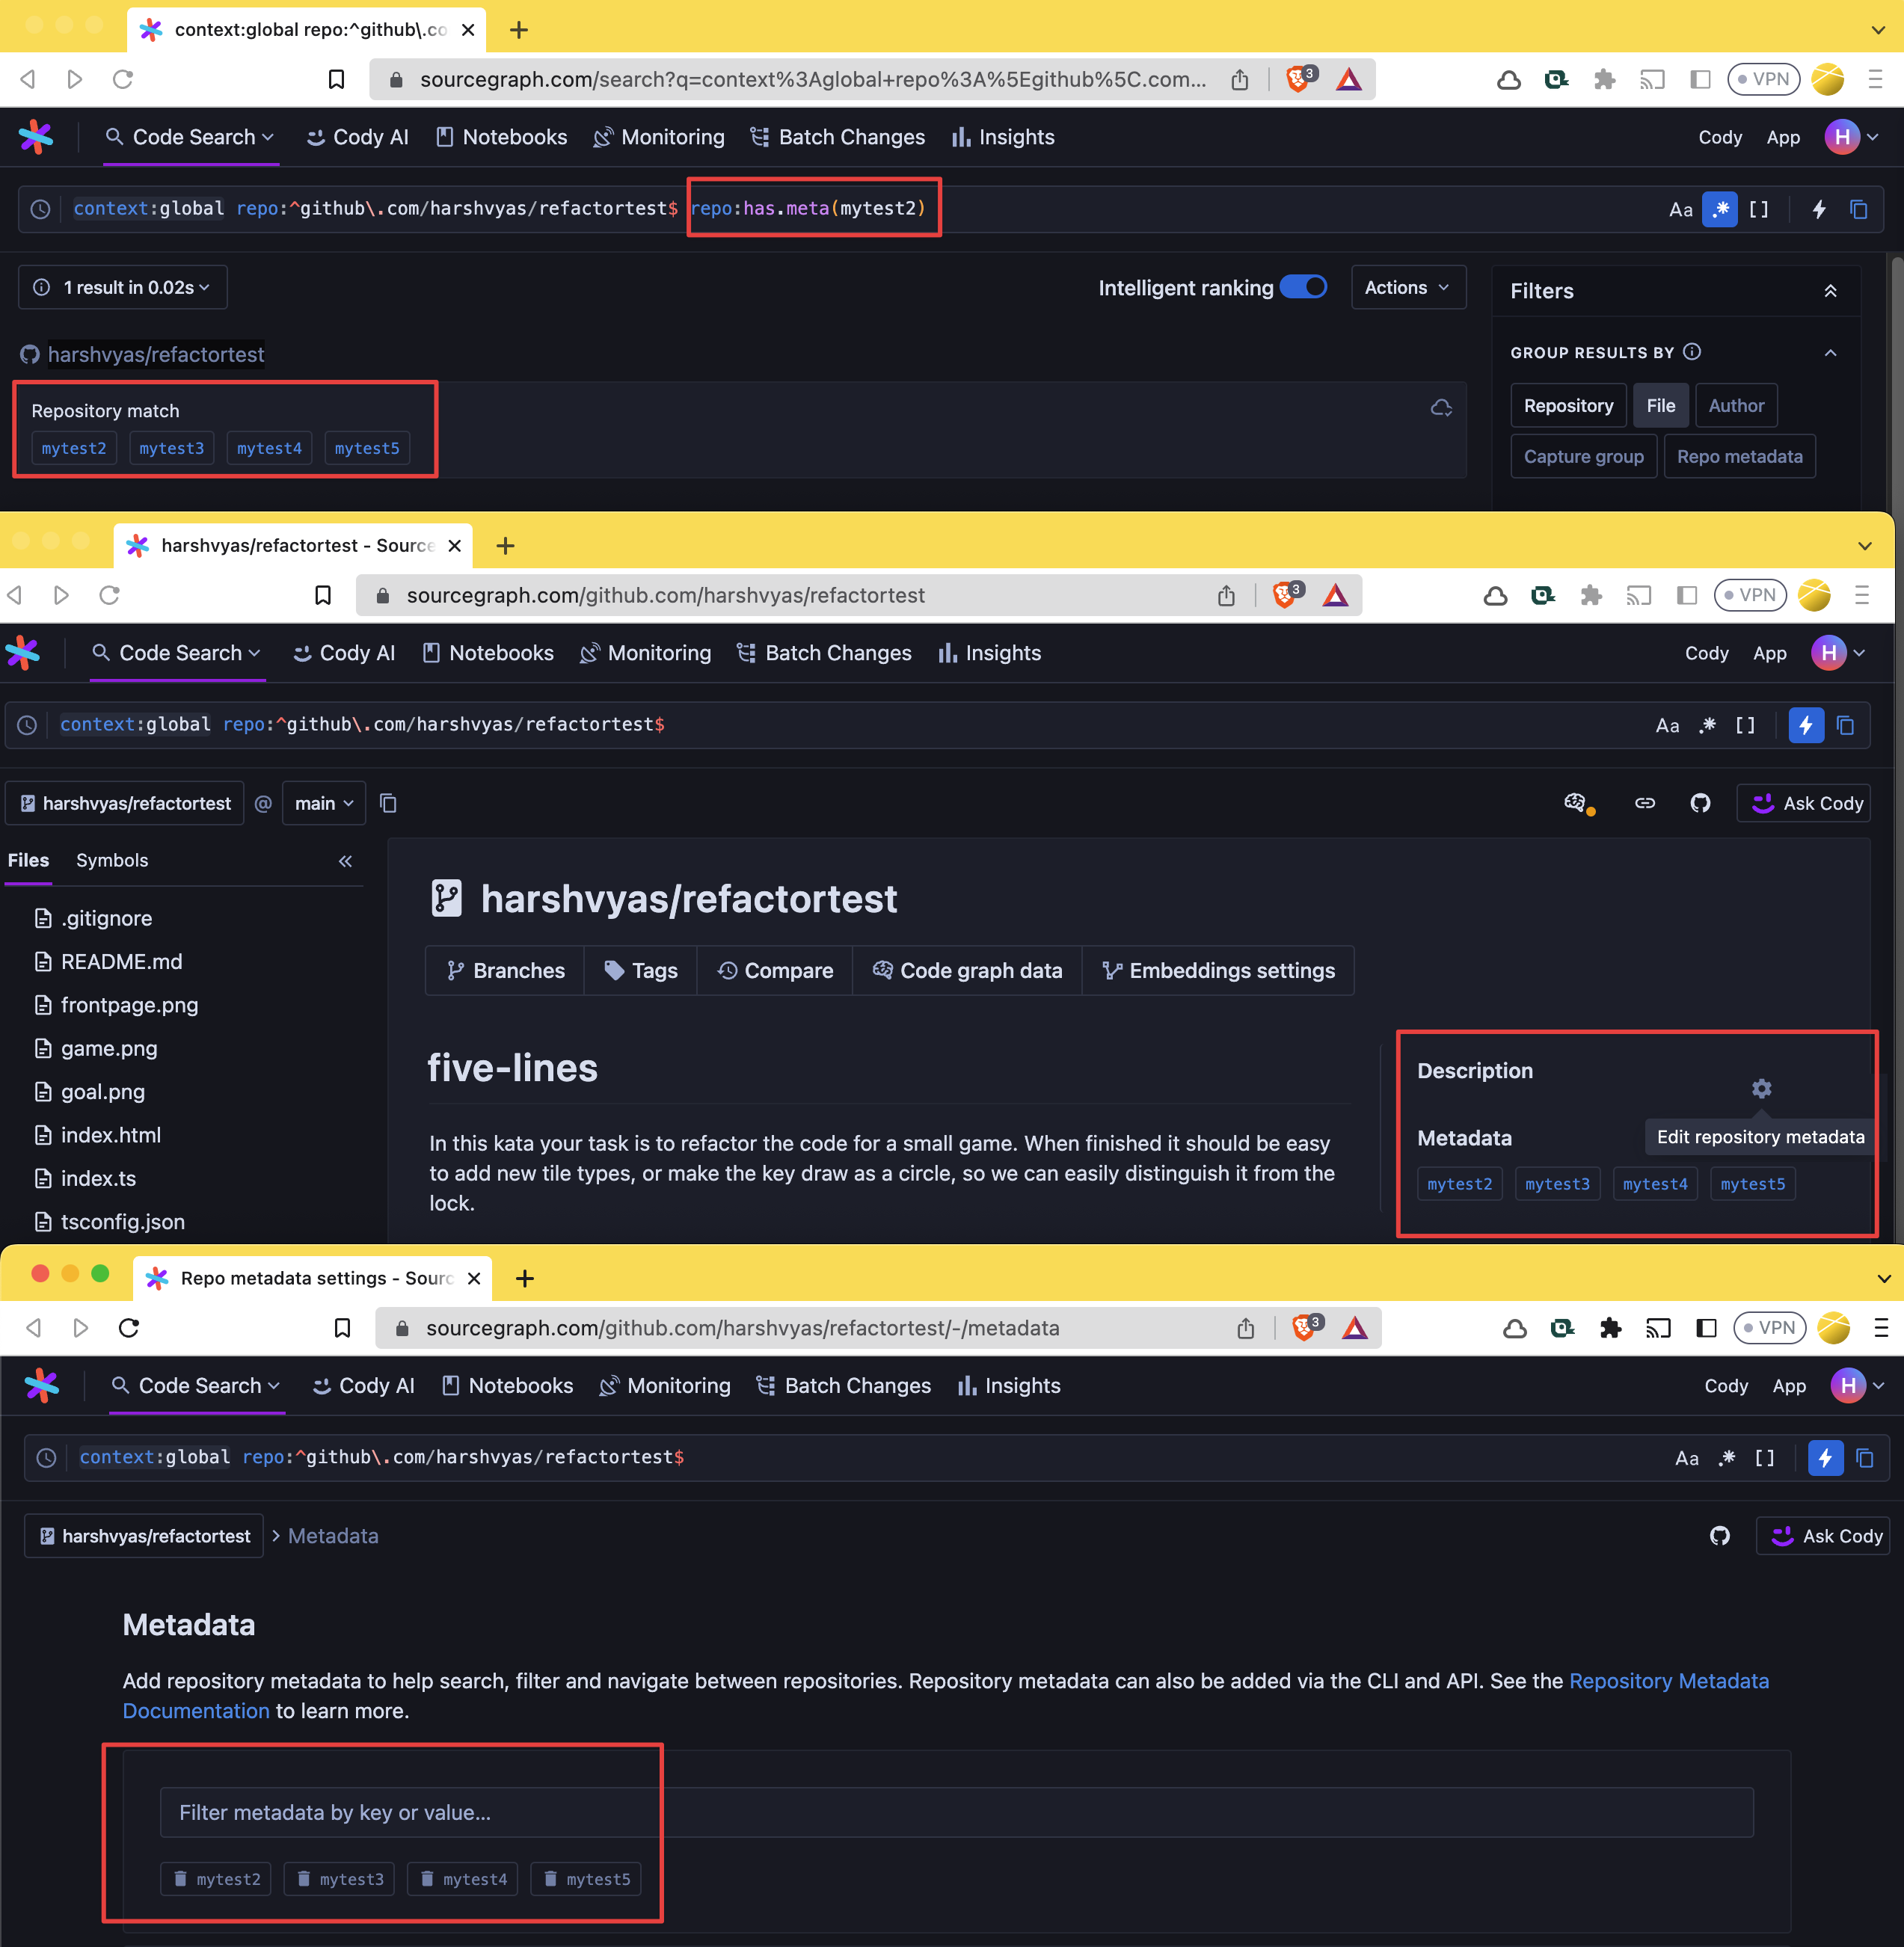 context:global repo:^github\.co
sourcegraph.com/search?q=context%3Aglobal+repo%3A%5Egithub%5C.com...
3
VPN
Code Search
Cody AI
Notebooks
Monitoring
Batch Changes
Insights
Cody
App
H
context:global repo:^github\.com/harshvyas/refactortest$ repo:has.meta(mytest2)
Aa .* [ ]
1 result in 0.02s
Intelligent ranking
Actions
Filters
harshvyas/refactortest
GROUP RESULTS BY
Repository match
Repository File Author
mytest2 mytest3 mytest4 mytest5
Capture group Repo metadata
harshvyas/refactortest - Source
sourcegraph.com/github.com/harshvyas/refactortest
3
VPN
Code Search
Cody AI
Notebooks
Monitoring
Batch Changes
Insights
Cody
App
H
context:global repo:^github\.com/harshvyas/refactortest$
Aa .* [ ]
harshvyas/refactortest @ main
Ask Cody
Files Symbols
.gitignore
README.md
frontpage.png
game.png
goal.png
index.html
index.ts
tsconfig.json
harshvyas/refactortest
Branches
Tags
Compare
Code graph data
Embeddings settings
five-lines
In this kata your task is to refactor the code for a small game. When finished it should be easy
to add new tile types, or make the key draw as a circle, so we can easily distinguish it from the
lock.
Description
Metadata
Edit repository metadata
mytest2 mytest3 mytest4 mytest5
Repo metadata settings - Sourc
sourcegraph.com/github.com/harshvyas/refactortest/-/metadata
3
VPN
Code Search
Cody AI
Notebooks
Monitoring
Batch Changes
Insights
Cody
App
H
context:global repo:^github\.com/harshvyas/refactortest$
Aa .* [ ]
harshvyas/refactortest > Metadata
Ask Cody
Metadata
Add repository metadata to help search, filter and navigate between repositories. Repository metadata can also be added via the CLI and API. See the Repository Metadata
Documentation to learn more.
Filter metadata by key or value...
mytest2 mytest3 mytest4 mytest5